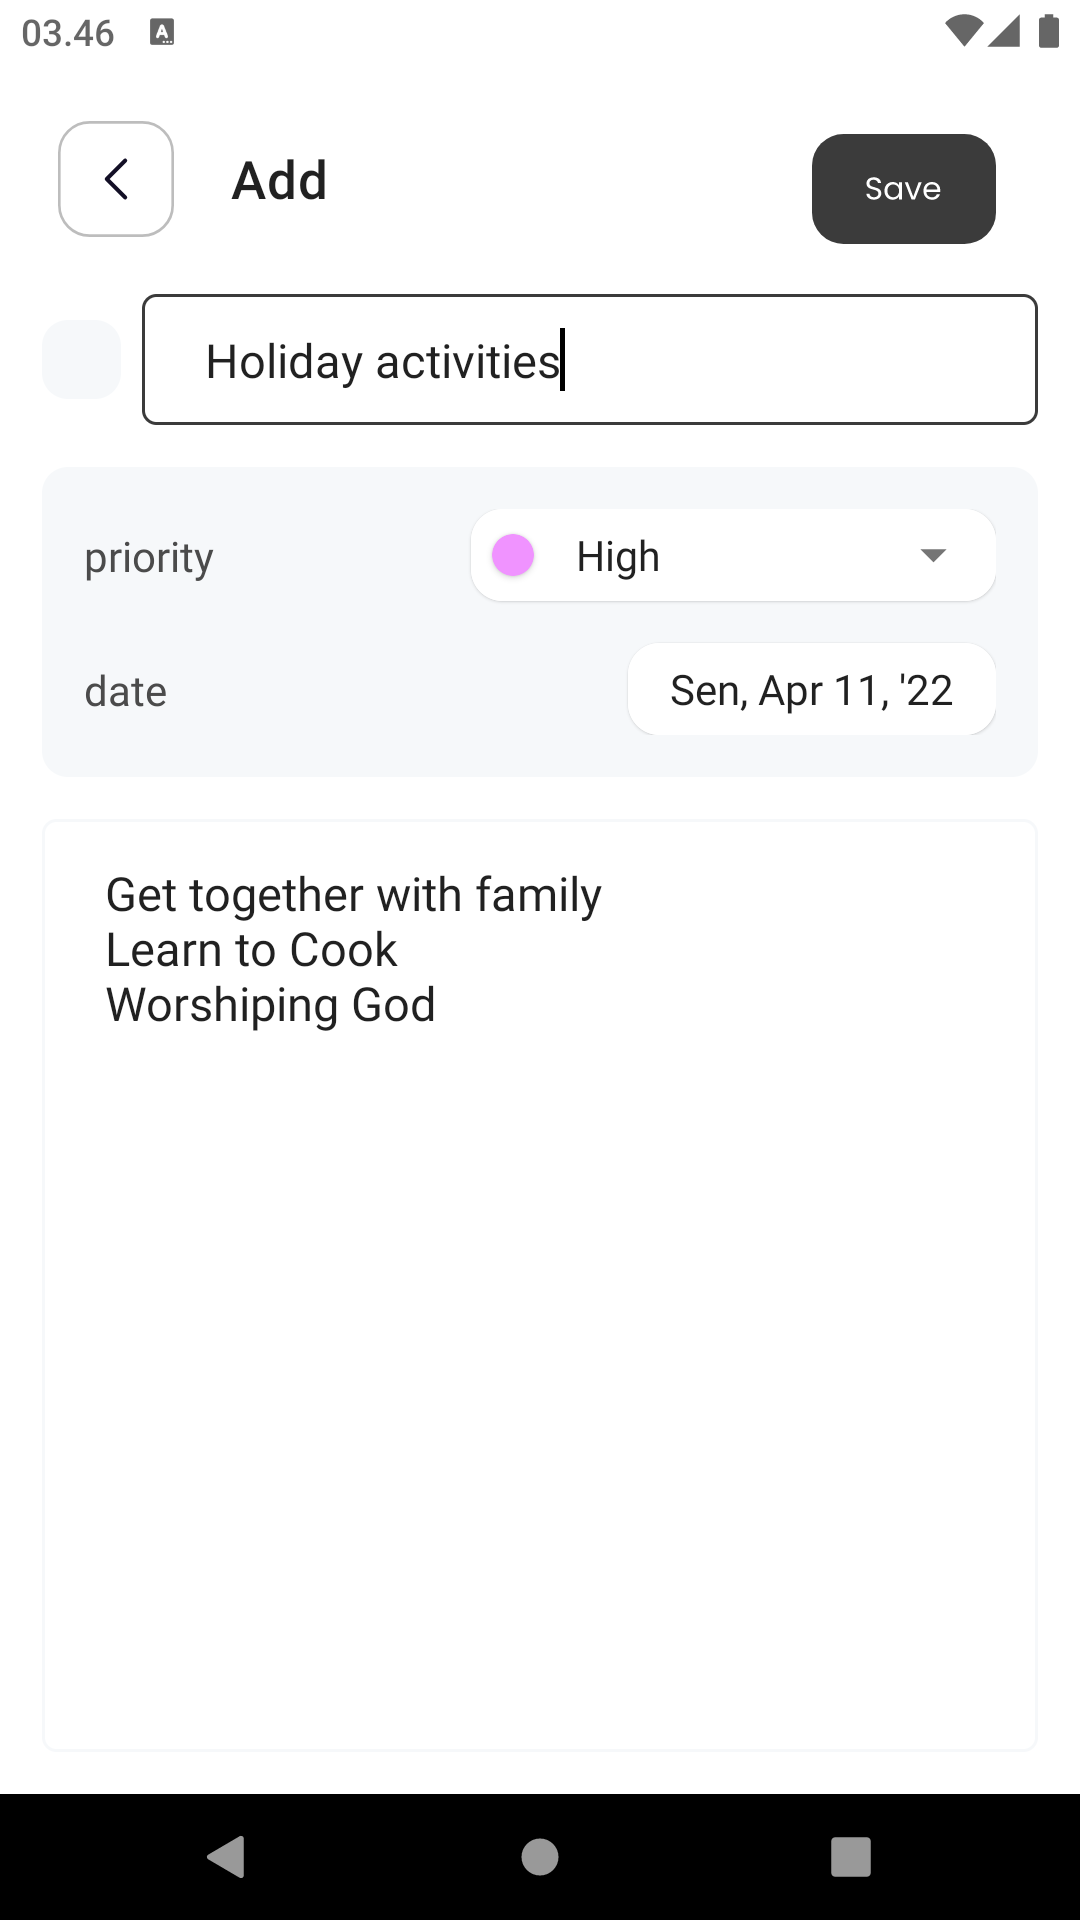 03.46
Add
Save
Holiday activities
priority
High
date
Sen, Apr 11, '22
Get together with family
Learn to Cook
Worshiping God